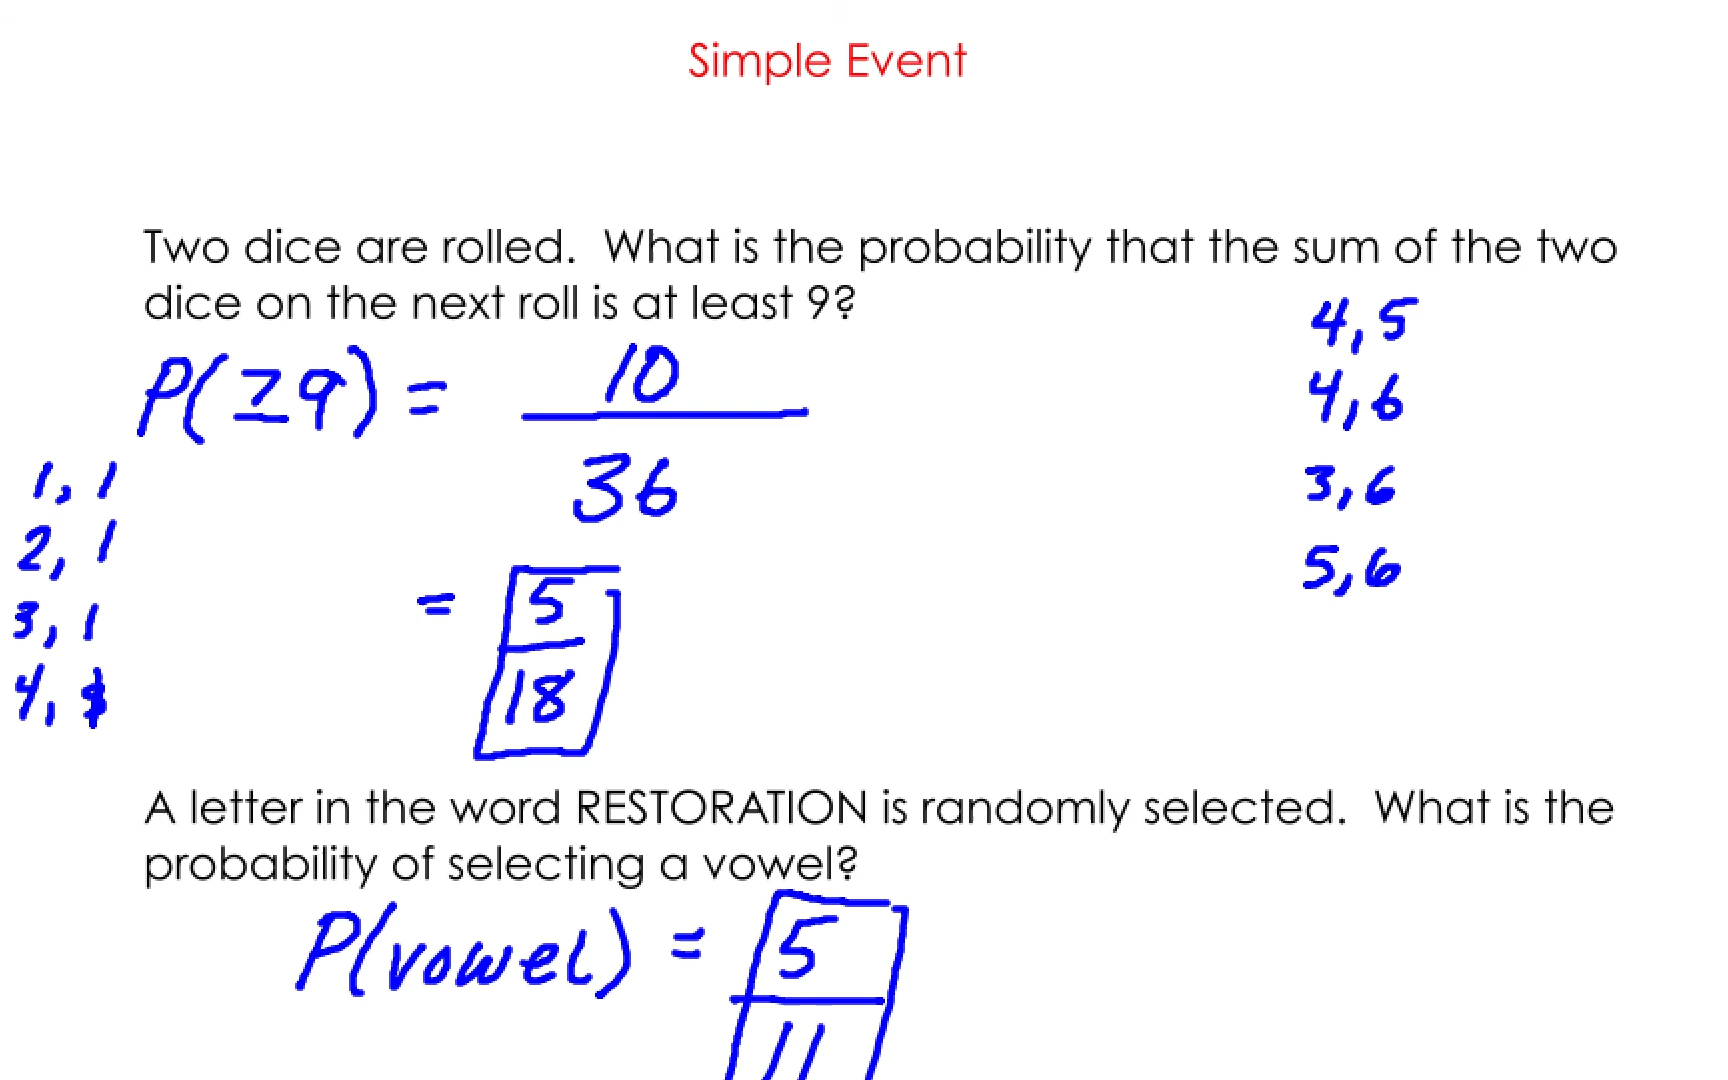 Simple Event
Two dice are rolled. What is the probability that the sum of the two
dice on the next roll is at least 9?
4,5
4,6
3,6
5,6
P(≥9) = 10
36
1,1
2,1
3,1
4,
= 5
18
A letter in the word RESTORATION is randomly selected. What is the
probability of selecting a vowel?
P(vowel) = 5
11